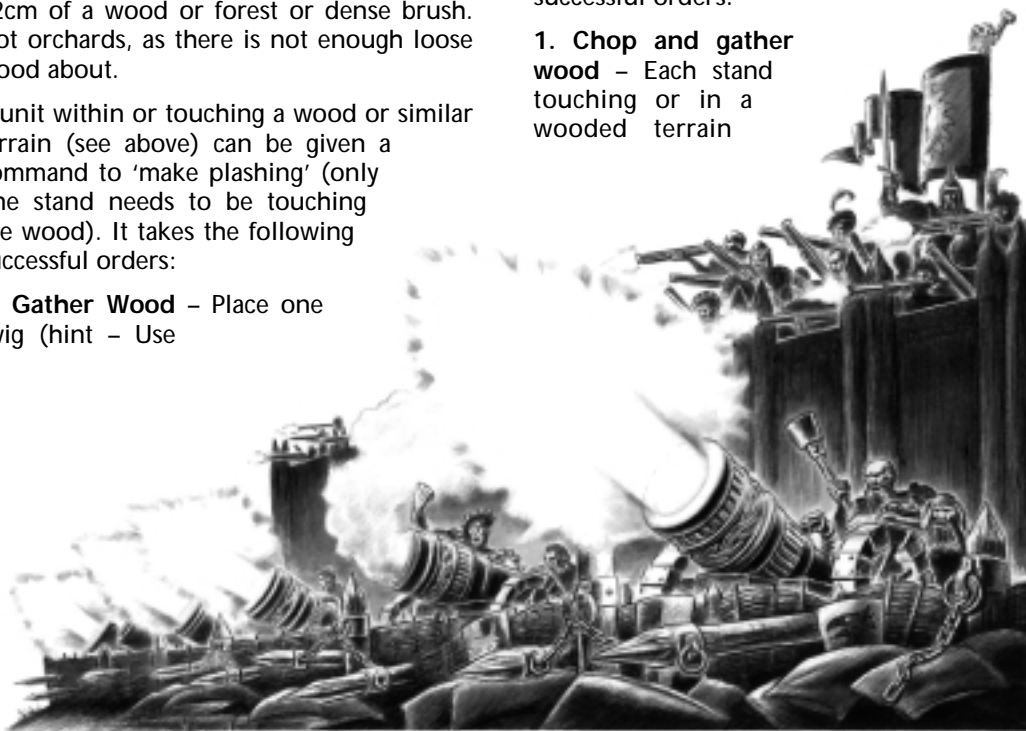 2cm of a wood or forest or dense brush.
ot orchards, as there is not enough loose
ood about.
unit within or touching a wood or similar
rrain (see above) can be given a
ommand to 'make plashing' (only
ne stand needs to be touching
e wood). It takes the following
uccessful orders:
Gather Wood – Place one
wig (hint – Use
successful orders:
1. Chop and gather
wood – Each stand
touching or in a
wooded terrain